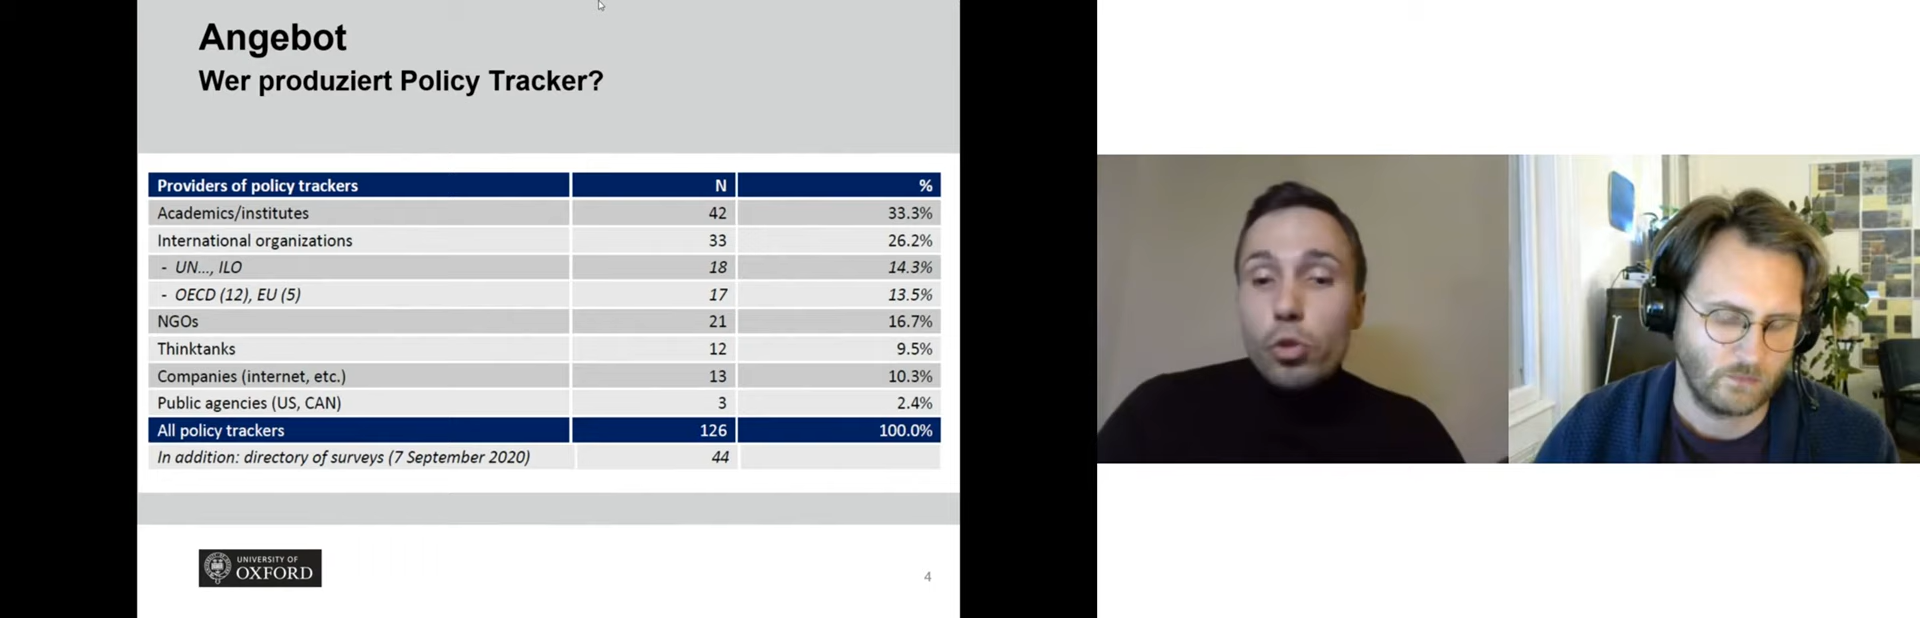 Angebot
Wer produziert Policy Tracker?
Providers of policy trackers N %
Academics/institutes 42 33.3%
International organizations 33 26.2%
- UN..., ILO 18 14.3%
- OECD (12), EU (5) 17 13.5%
NGOs 21 16.7%
Thinktanks 12 9.5%
Companies (internet, etc.) 13 10.3%
Public agencies (US, CAN) 3 2.4%
All policy trackers 126 100.0%
In addition: directory of surveys (7 September 2020) 44
UNIVERSITY OF
OXFORD
4